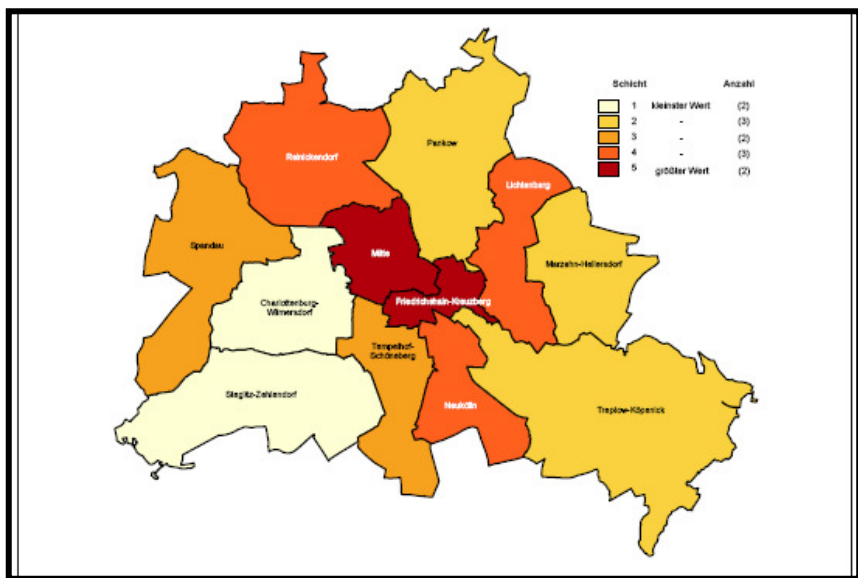 Schicht Anzahl
1 kleinster Wert (2)
2 - (3)
3 - (2)
4 - (3)
5 größter Wert (2)
Reinickendorf
Pankow
Lichtenberg
Spandau
Mitte
Marzahn-Hellersdorf
Friedrichshain-Kreuzberg
Charlottenburg-
Wilmersdorf
Tempelhof-
Schöneberg
Steglitz-Zehlendorf
Neukölln
Treptow-Köpenick